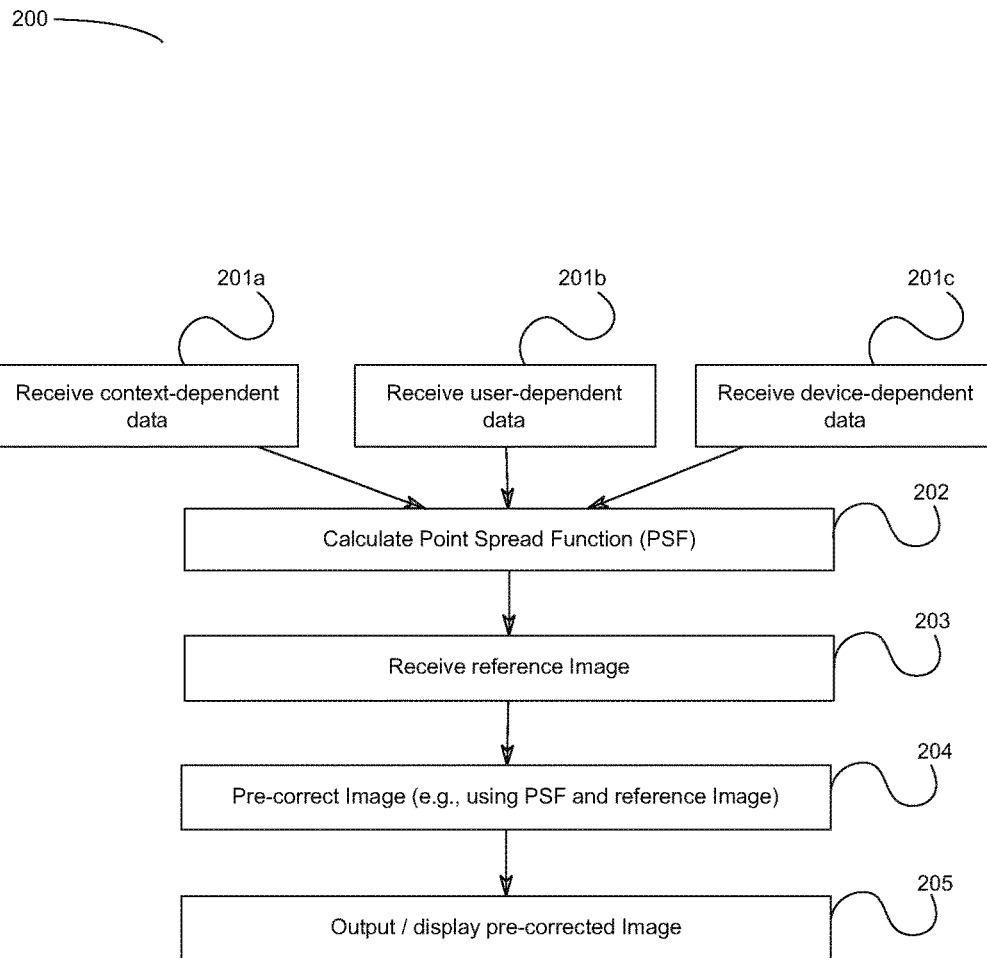 200
201a
201b
201c
Receive context-dependent
data
Receive user-dependent
data
Receive device-dependent
data
202
Calculate Point Spread Function (PSF)
203
Receive reference Image
204
Pre-correct Image (e.g., using PSF and reference Image)
205
Output / display pre-corrected Image